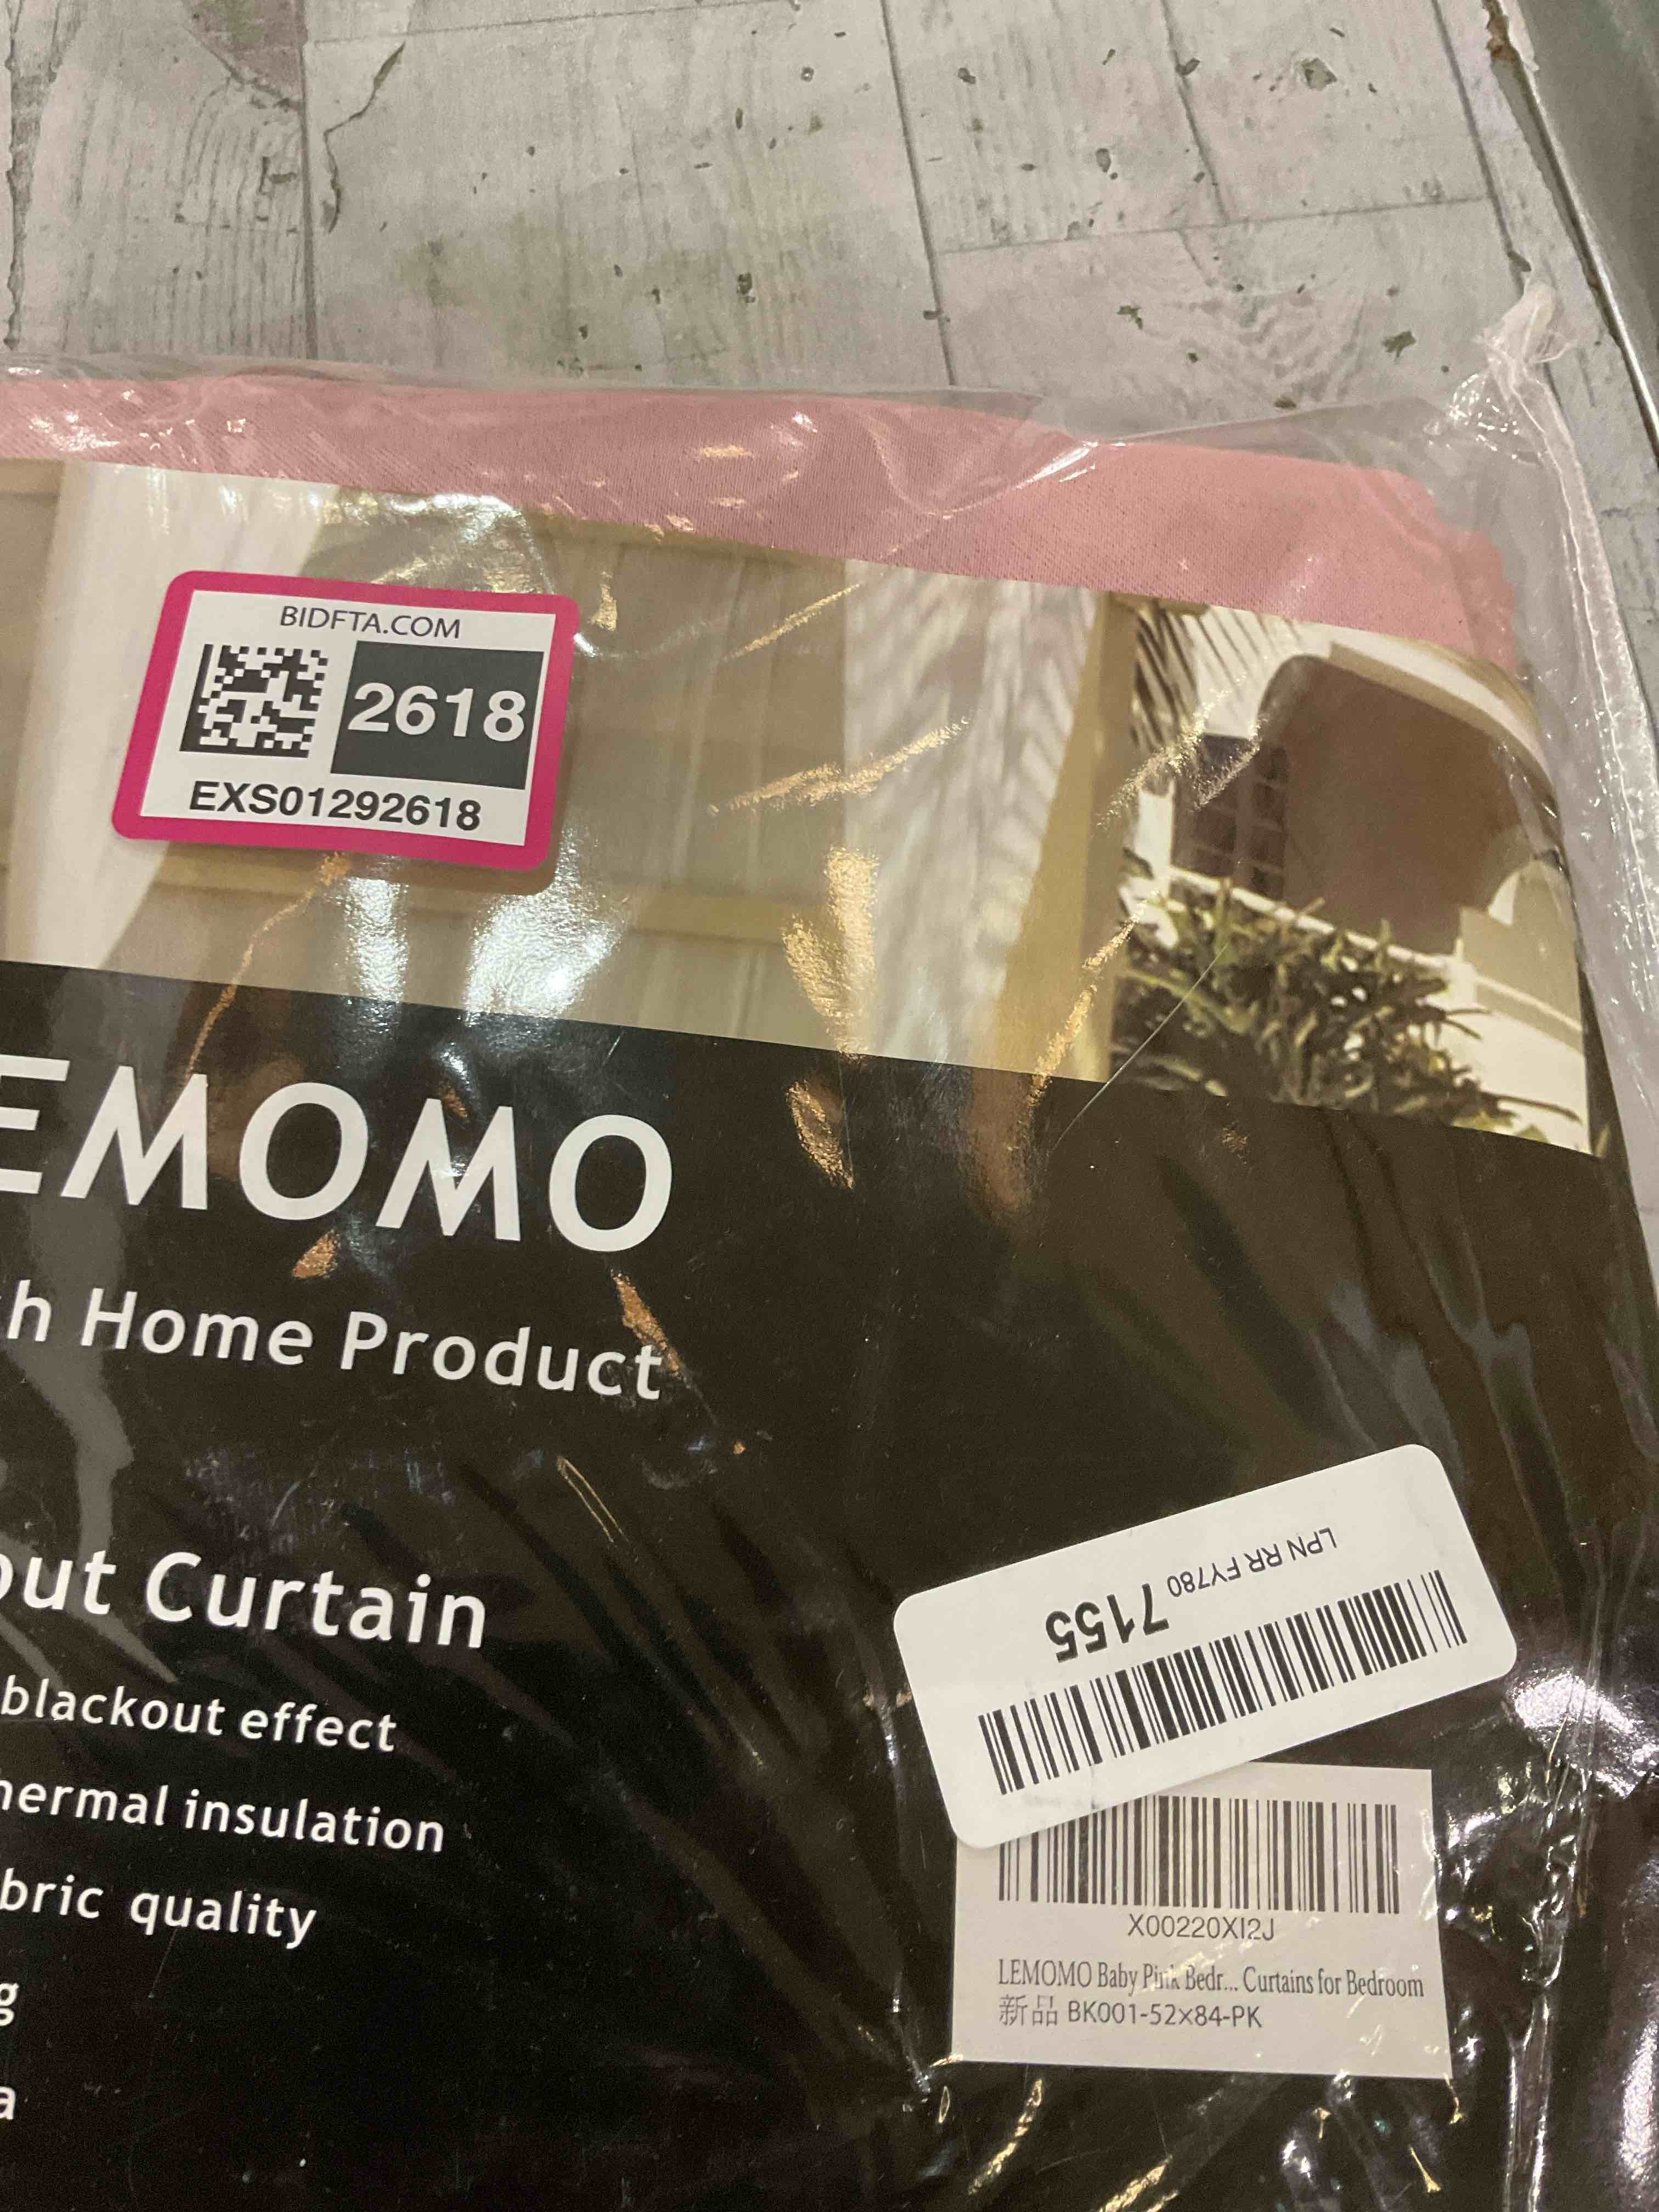 BIDFTA.COM
2618
EXS01292618
EMOMO
h Home Product
out Curtain
blackout effect
hermal insulation
bric quality
g
a
LPN RR FY780 7155
X00220XI2J
LEMOMO Baby Pink Bedr... Curtains for Bedroom
新品 BK001-52x84-PK